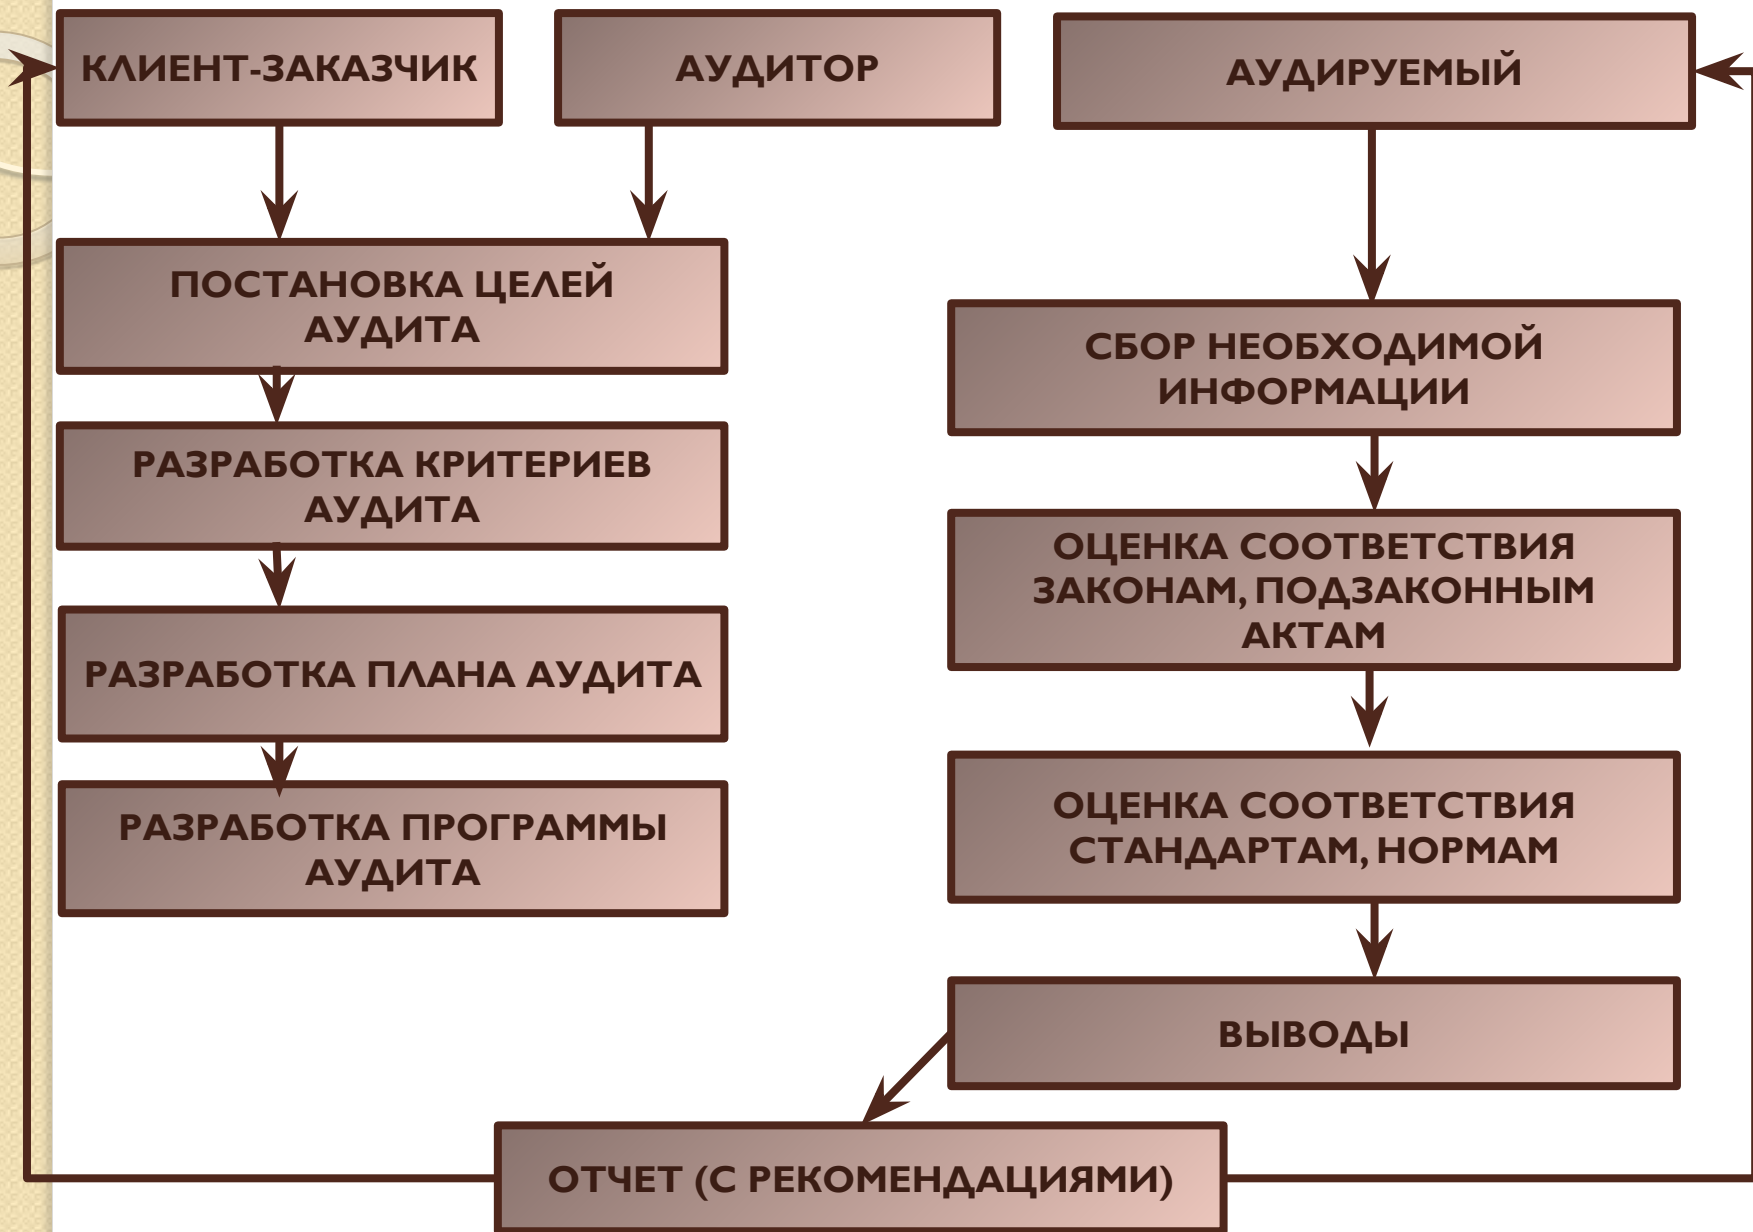 КЛИЕНТ-ЗАКАЗЧИК
АУДИТОР
АУДИРУЕМЫЙ
ПОСТАНОВКА ЦЕЛЕЙ
АУДИТА
РАЗРАБОТКА КРИТЕРИЕВ
АУДИТА
РАЗРАБОТКА ПЛАНА АУДИТА
РАЗРАБОТКА ПРОГРАММЫ
АУДИТА
СБОР НЕОБХОДИМОЙ
ИНФОРМАЦИИ
ОЦЕНКА СООТВЕТСТВИЯ
ЗАКОНАМ, ПОДЗАКОННЫМ
АКТАМ
ОЦЕНКА СООТВЕТСТВИЯ
СТАНДАРТАМ, НОРМАМ
ВЫВОДЫ
ОТЧЕТ (С РЕКОМЕНДАЦИЯМИ)